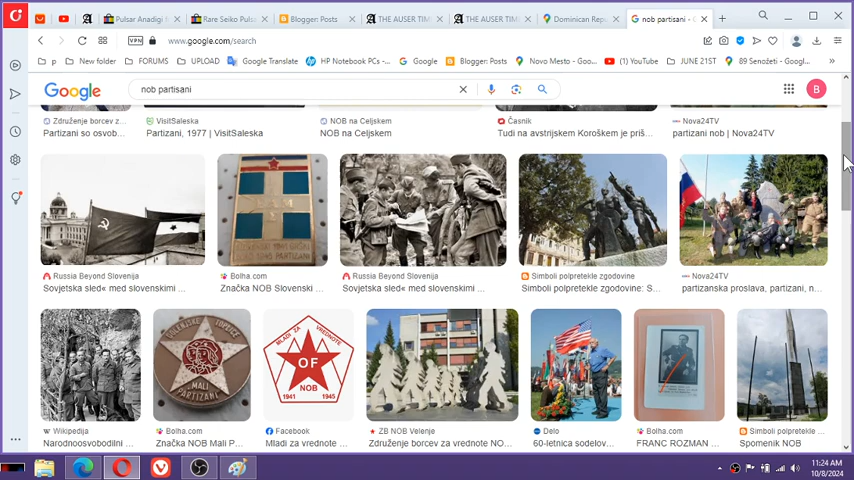 Pulsar Anadigi f
Rare Seiko Pulsa
Blogger: Posts
THE AUSER TIME
THE AUSER TIM
Dominican Rep
nob partisani - G
VPN
www.google.com/search
p
New folder
FORUMS
UPLOAD
Google Translate
HP Notebook PCs -...
Google
Blogger: Posts
Novo Mesto - Goo...
(1) YouTube
JUNE 21ST
89 Senožeti - Googl...
Google
nob partisani
B
Združenje borcev z...
Partizani so osvob...
VisitSaleska
Partizani, 1977 | VisitSaleska
NOB na Celjskem
NOB na Celjskem
Časnik
Tudi na avstrijskem Koroškem je priš...
Nova24TV
partizani nob | Nova24TV
Russia Beyond Slovenija
Sovjetska sled« med slovenskimi ...
Bolha.com
Značka NOB Slovenski ...
Russia Beyond Slovenija
Sovjetska sled« med slovenskimi ...
Simboli polpretekle zgodovine
Simboli polpretekle zgodovine: S...
Nova24TV
partizanska proslava, partizani, n...
MALI
PARTIZANI
MLADI ZA VREDNOTE
OF
NOB
1941 1945
Wikipedija
Narodnoosvobodilni ...
Bolha.com
Značka NOB Mali P...
Facebook
Mladi za vrednote ...
ZB NOB Velenje
Združenje borcev za vrednote NO...
Delo
60-letnica sodelov...
Bolha.com
FRANC ROZMAN ...
Simboli polpretekle ...
Spomenik NOB
11:24 AM
10/8/2024